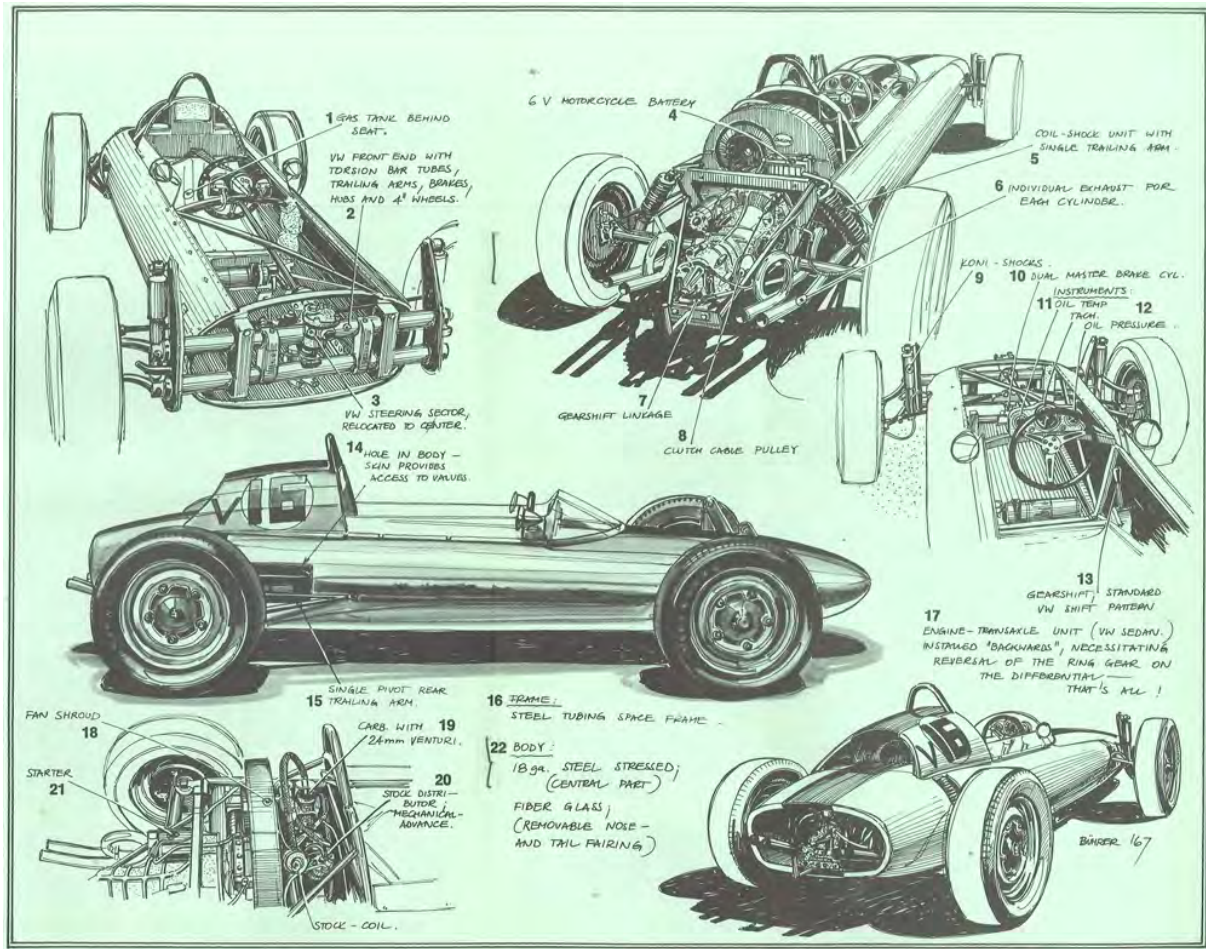 1 GAS TANK BEHIND
SEAT.
VW FRONT END WITH
TORSION BAR TUBES,
TRAILING ARMS, BRAKES,
HUBS AND 4" WHEELS.
2
3
VW STEERING SECTOR,
RELOCATED TO CENTER.
6 V MOTORCYCLE BATTERY
4
COIL-SHOCK UNIT WITH
SINGLE TRAILING ARM.
5
6 INDIVIDUAL EXHAUST FOR
EACH CYLINDER.
7
GEARSHIFT LINKAGE
8
CLUTCH CABLE PULLEY
KONI-SHOCKS.
9
10 DUAL MASTER BRAKE CYL.
INSTRUMENTS:
11 OIL TEMP
TACH.
12
OIL PRESSURE.
13
GEARSHIFT, STANDARD
VW SHIFT PATTERN
14 HOLE IN BODY-
SKIN PROVIDES
ACCESS TO VALVES.
V16
SINGLE PIVOT REAR
15 TRAILING ARM.
16 FRAME:
STEEL TUBING SPACE FRAME.
17
ENGINE-TRANSAXLE UNIT (VW SEDAN.)
INSTALLED "BACKWARDS", NECESSITATING
REVERSAL OF THE RING GEAR ON
THE DIFFERENTIAL—
THAT'S ALL!
FAN SHROUD
18
CARB. WITH 19
24mm VENTURI.
20
STOCK DISTRI-
BUTOR;
MECHANICAL-
ADVANCE.
STARTER
21
STOCK-COIL.
22 BODY:
18 ga. STEEL STRESSED;
(CENTRAL PART)
FIBER GLASS;
(REMOVABLE NOSE-
AND TAIL FAIRING)
V16
BÜHRER '67